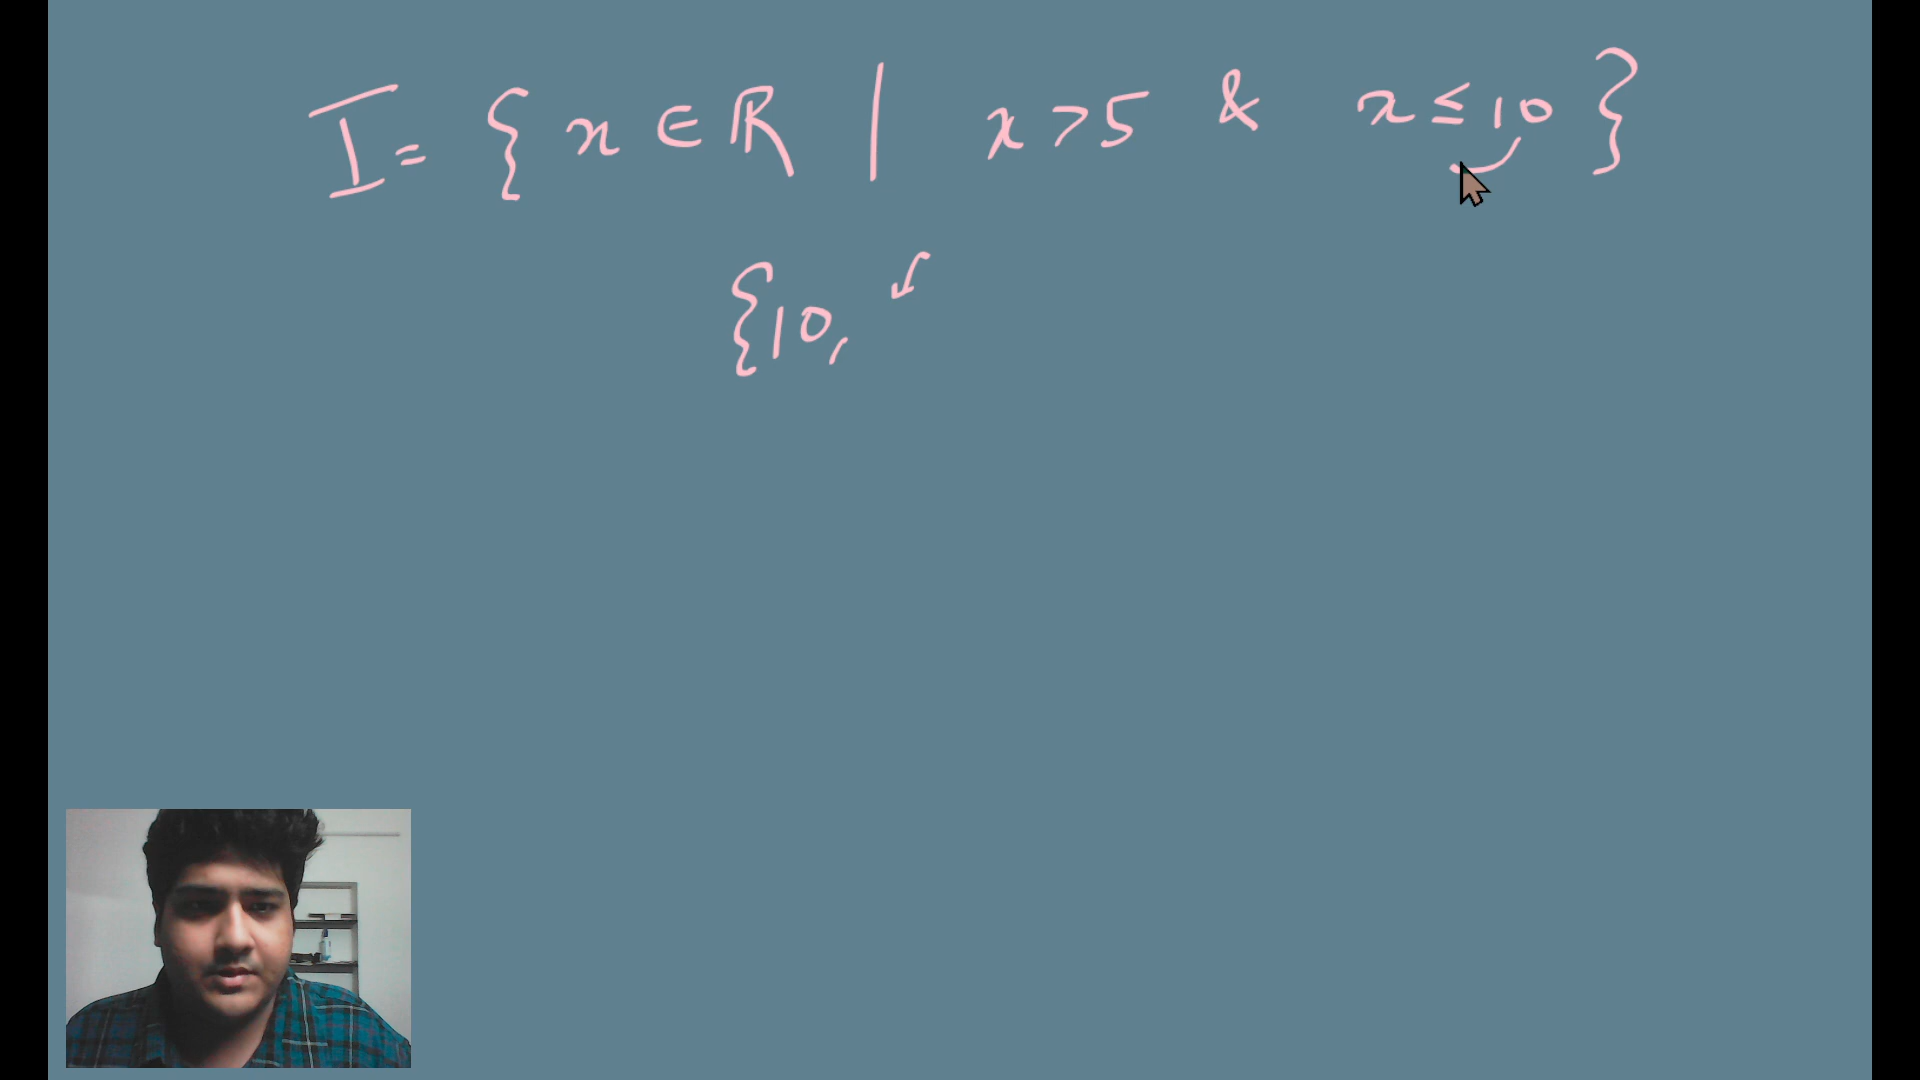 I = { x ∈ ℝ | x > 5 & x ≤ 10 }
{10,